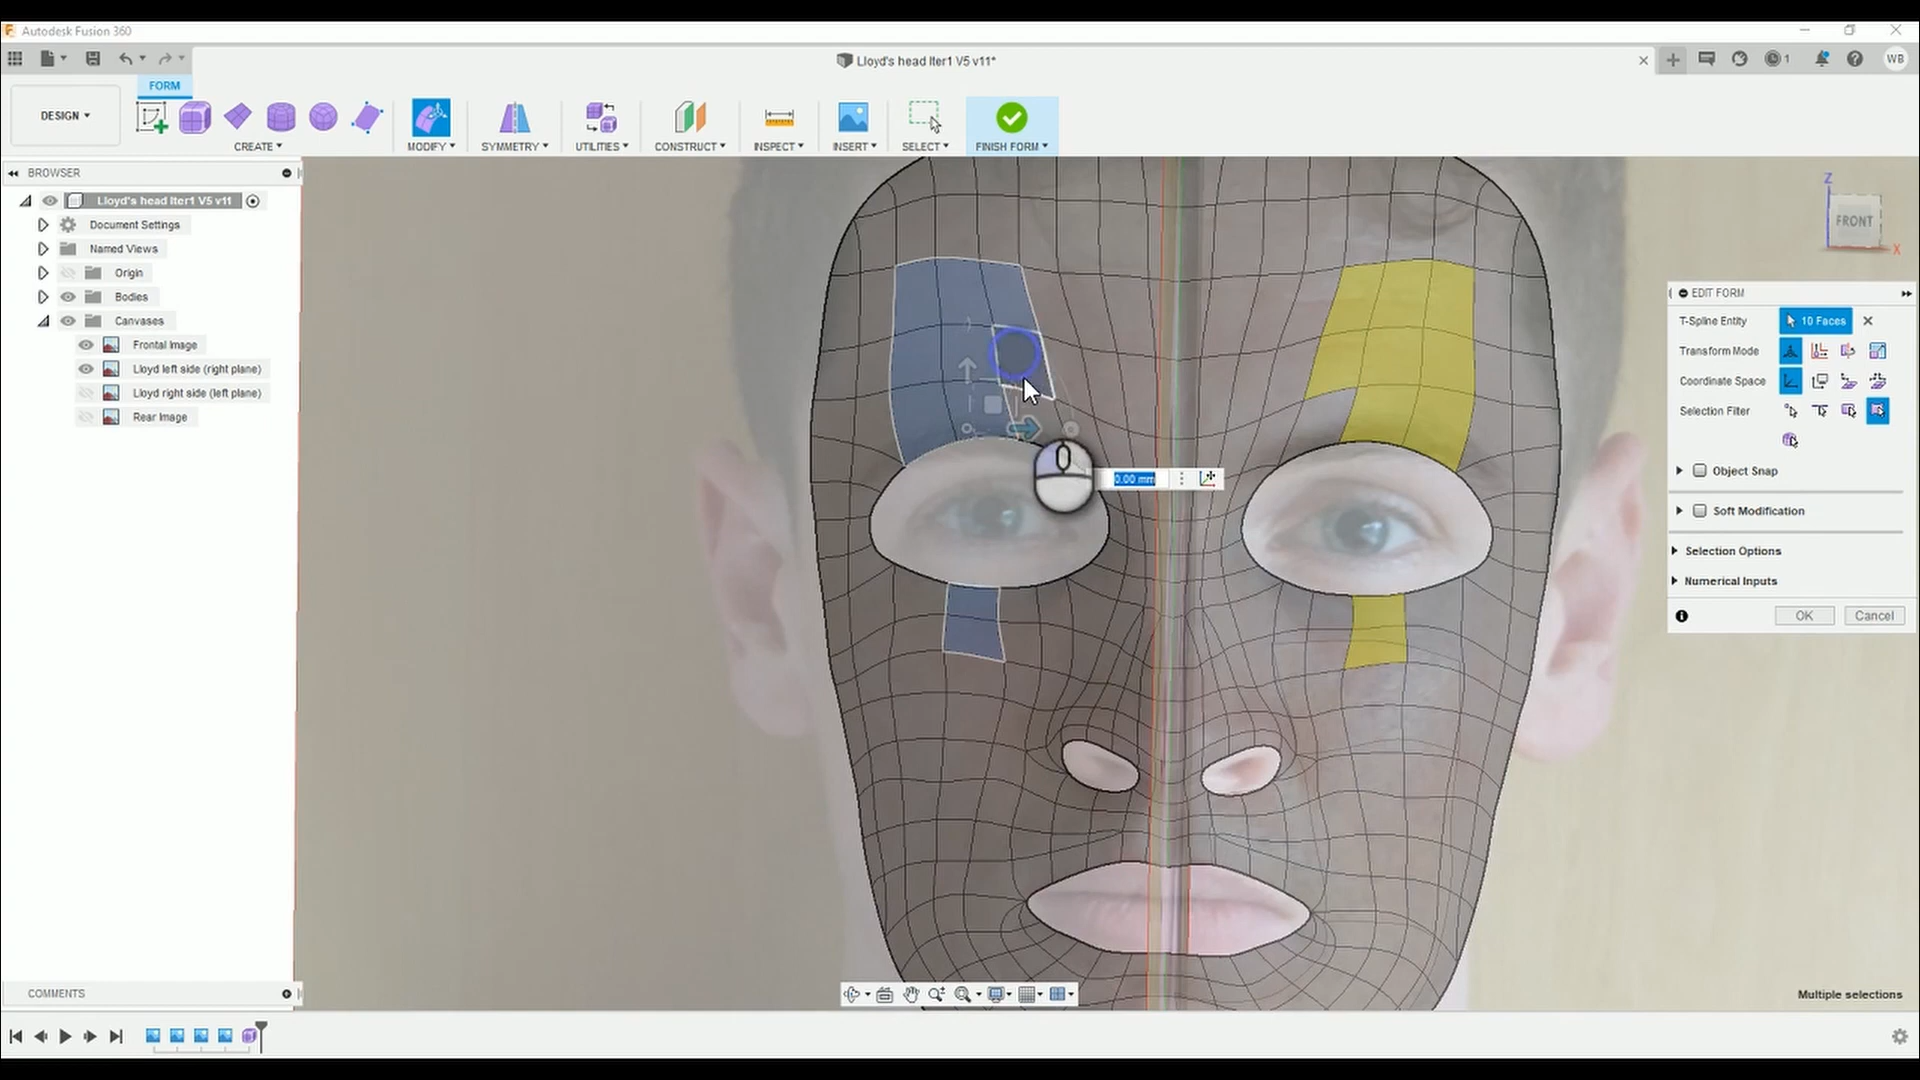 Autodesk Fusion 360
Lloyd's head Iter1 V5 v11*
1
WB
FORM
DESIGN
CREATE
MODIFY
SYMMETRY
UTILITIES
CONSTRUCT
INSPECT
INSERT
SELECT
FINISH FORM
BROWSER
Lloyd's head Iter1 V5 v11
Document Settings
Named Views
Origin
Bodies
Canvases
Frontal Image
Lloyd left side (right plane)
Lloyd right side (left plane)
Rear Image
Z
FRONT
X
EDIT FORM
T-Spline Entity
10 Faces
Transform Mode
Coordinate Space
Selection Filter
Object Snap
Soft Modification
Selection Options
Numerical Inputs
OK
Cancel
0.00 mm
COMMENTS
Multiple selections